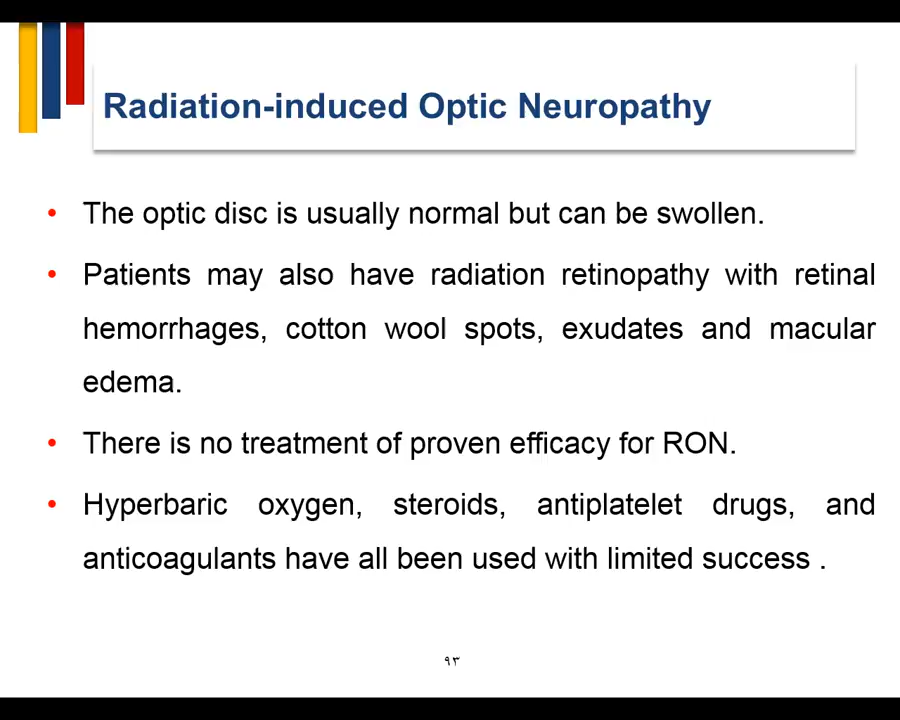 Radiation-induced Optic Neuropathy
• The optic disc is usually normal but can be swollen.
• Patients may also have radiation retinopathy with retinal
hemorrhages, cotton wool spots, exudates and macular
edema.
• There is no treatment of proven efficacy for RON.
• Hyperbaric oxygen, steroids, antiplatelet drugs, and
anticoagulants have all been used with limited success .
۹۳